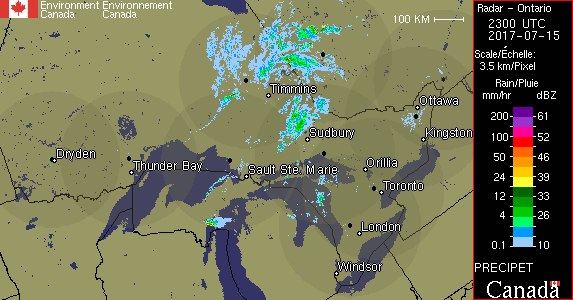 Environment Environnement
Canada Canada
100 KM
Radar - Ontario
2300 UTC
2017-07-15
Scale/Échelle:
3.5 km/Pixel
Rain/Pluie
mm/hr dBZ
200 61
100 52
50 46
24 39
12 33
4 26
0.1 10
PRECIPET
Canada
Timmins
Ottawa
Sudbury
Kingston
Dryden
Thunder Bay
Sault Ste. Marie
Orillia
Toronto
London
Windsor